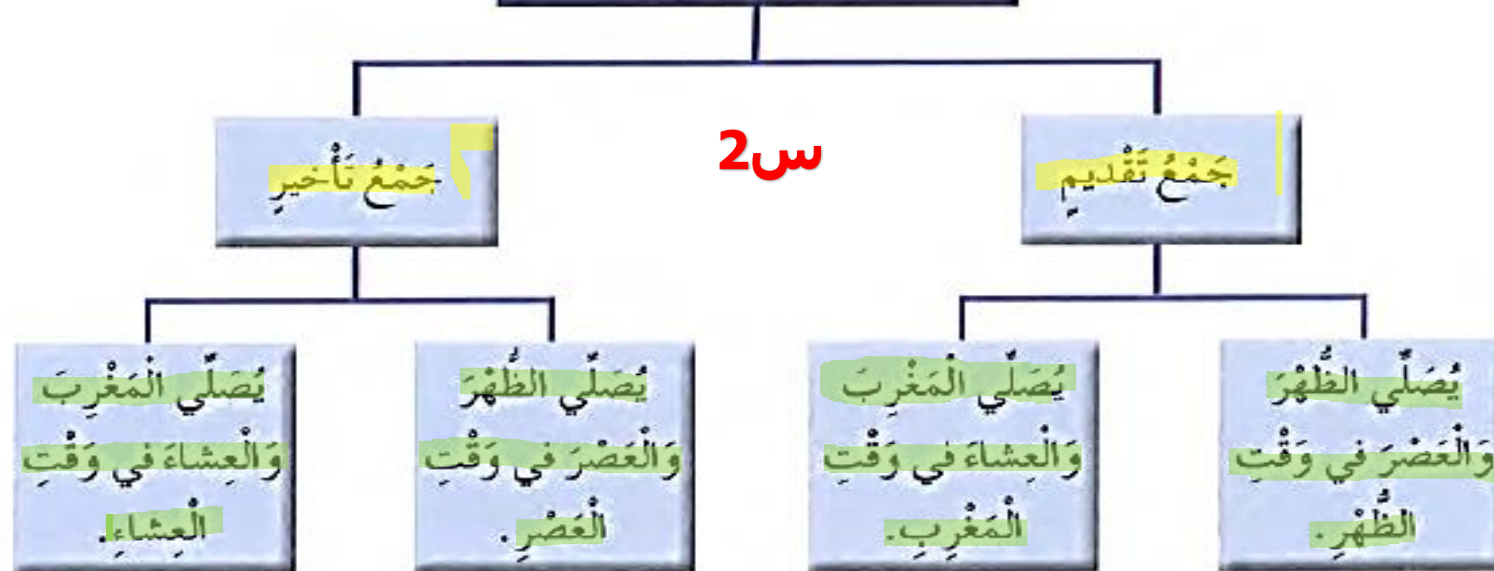 س2
جَمْعُ تَقْديمٍ
جَمْعُ تَأْخيرٍ
يُصَلِّي الظُّهْرَ
وَالْعَصْرَ في وَقْتِ
الظُّهْرِ.
يُصَلِّي الْمَغْرِبَ
وَالْعِشاءَ في وَقْتِ
الْمَغْرِبِ.
يُصَلِّي الظُّهْرَ
وَالْعَصْرَ في وَقْتِ
الْعَصْرِ.
يُصَلِّي الْمَغْرِبَ
وَالْعِشاءَ في وَقْتِ
الْعِشاءِ.